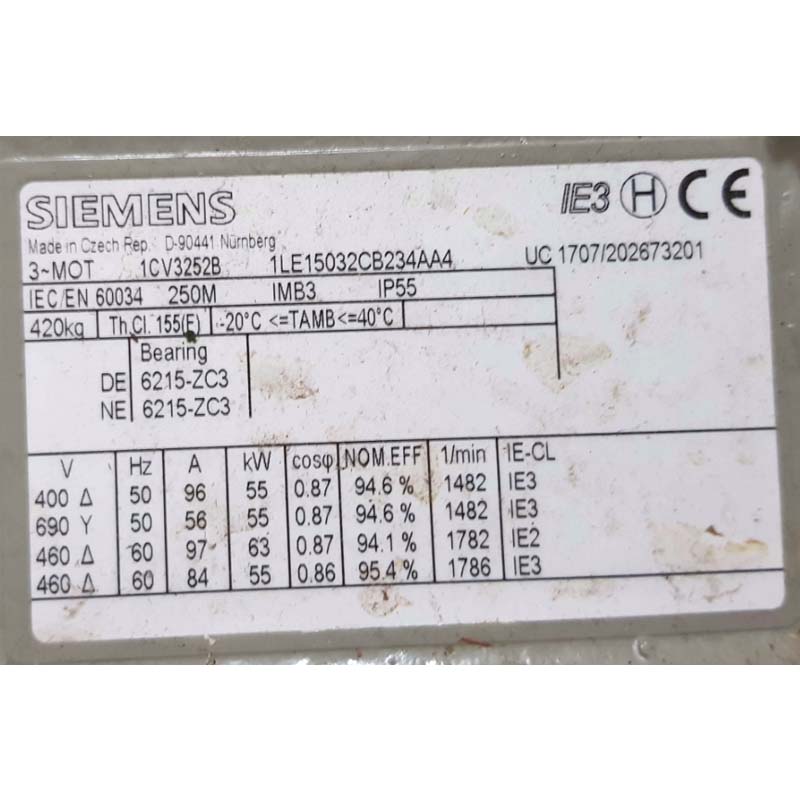 SIEMENS IE3 H CE
Made in Czech Rep. D-90441 Nürnberg
3~MOT 1CV3252B 1LE15032CB234AA4 UC 1707/202673201
IEC/EN 60034 250M IMB3 IP55
420kg Th.Cl. 155(F) -20°C <=TAMB<=40°C
Bearing
DE 6215-ZC3
NE 6215-ZC3
V Hz A kW cosφ NOM.EFF 1/min IE-CL
400 Δ 50 96 55 0.87 94.6 % 1482 IE3
690 Y 50 56 55 0.87 94.6 % 1482 IE3
460 Δ 60 97 63 0.87 94.1 % 1782 IE2
460 Δ 60 84 55 0.86 95.4 % 1786 IE3